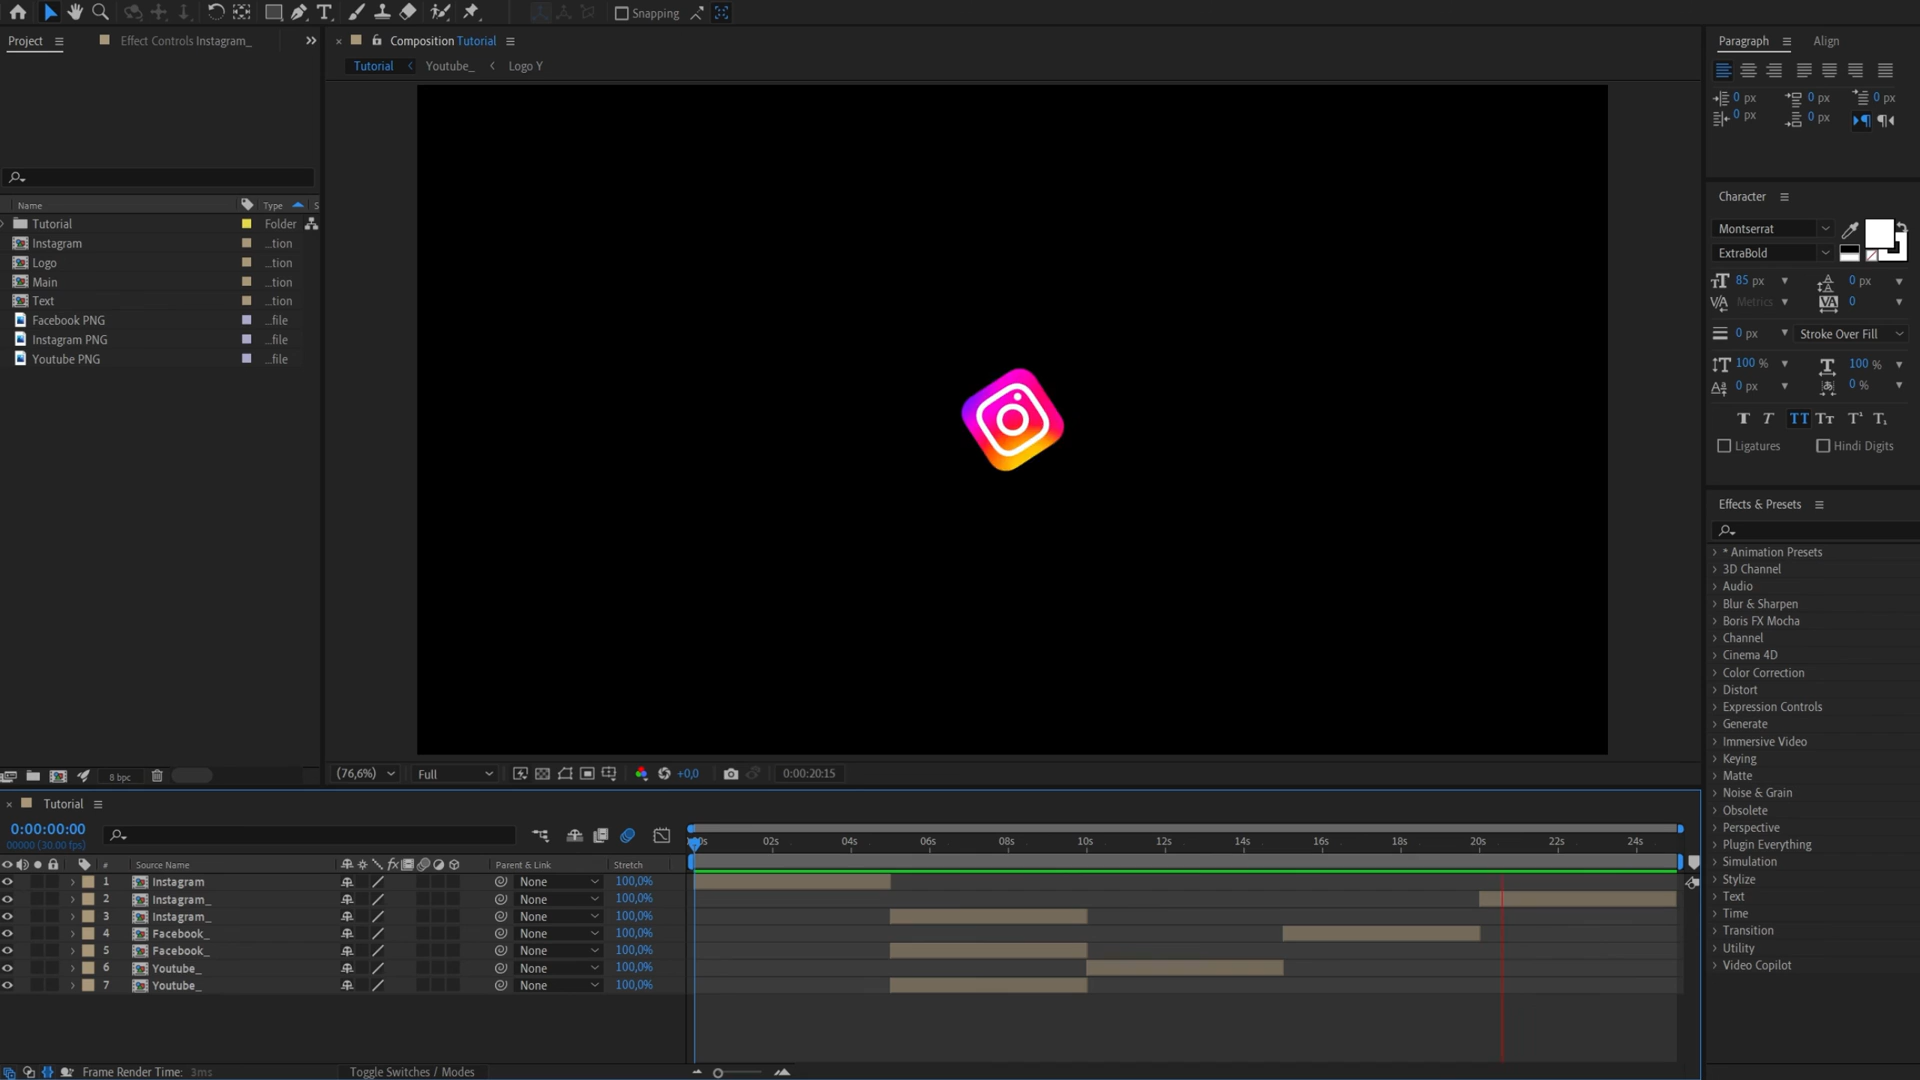 Snapping
Project
Effect Controls Instagram_
Composition Tutorial
Tutorial
Youtube_
Logo Y
Name
Type
S
Tutorial
Folder
Instagram
...tion
Logo
...tion
Main
...tion
Text
...tion
Facebook PNG
...file
Instagram PNG
...file
Youtube PNG
...file
8 bpc
(76,6%)
Full
+0,0
0:00:20:15
Paragraph
Align
0 px
0 px
0 px
0 px
0 px
Character
Montserrat
ExtraBold
85 px
0 px
Metrics
0
0 px
Stroke Over Fill
100 %
100 %
0 px
0 %
Ligatures
Hindi Digits
Effects & Presets
* Animation Presets
3D Channel
Audio
Blur & Sharpen
Boris FX Mocha
Channel
Cinema 4D
Color Correction
Distort
Expression Controls
Generate
Immersive Video
Keying
Matte
Noise & Grain
Obsolete
Perspective
Plugin Everything
Simulation
Stylize
Text
Time
Transition
Utility
Video Copilot
Tutorial
0:00:00:00
00000 (30.00 fps)
02s 04s 06s 08s 10s 12s 14s 16s 18s 20s 22s 24s
# Source Name
Parent & Link
Stretch
1 Instagram None 100,0%
2 Instagram_ None 100,0%
3 Instagram_ None 100,0%
4 Facebook_ None 100,0%
5 Facebook_ None 100,0%
6 Youtube_ None 100,0%
7 Youtube_ None 100,0%
Frame Render Time: 3ms
Toggle Switches / Modes